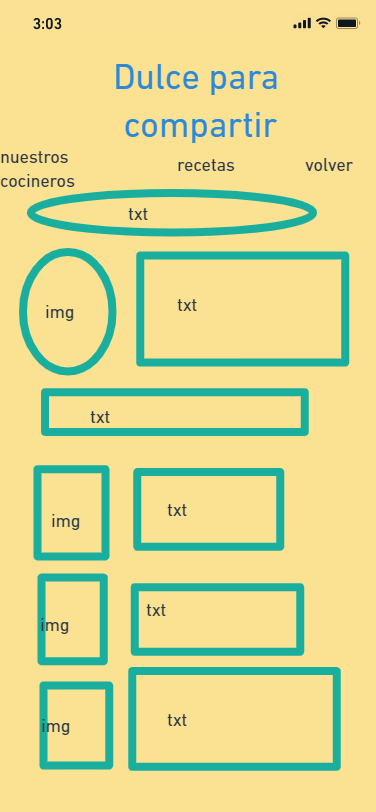 3:03
Dulce para
compartir
nuestros
cocineros
recetas
volver
txt
img
txt
txt
img
txt
img
txt
img
txt